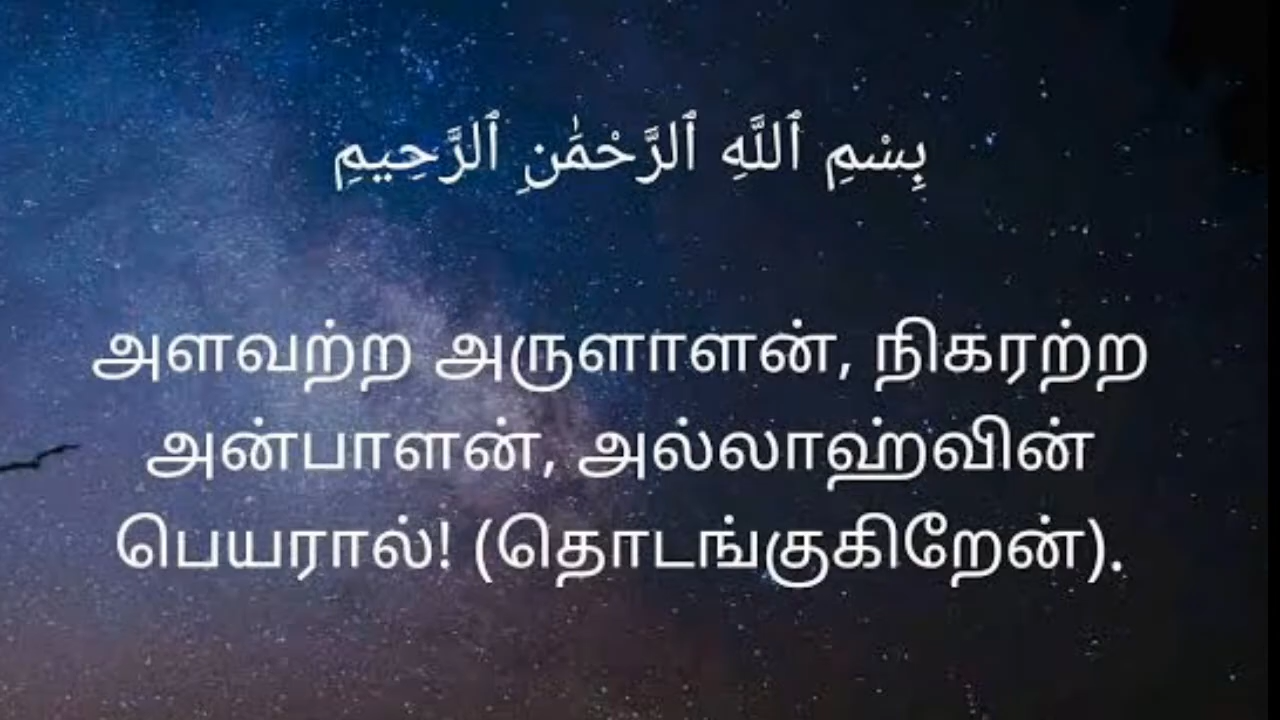 بِسْمِ ٱللَّهِ ٱلرَّحْمَٰنِ ٱلرَّحِيمِ
அளவற்ற அருளாளன், நிகரற்ற
அன்பாளன், அல்லாஹ்வின்
பெயரால்! (தொடங்குகிறேன்).